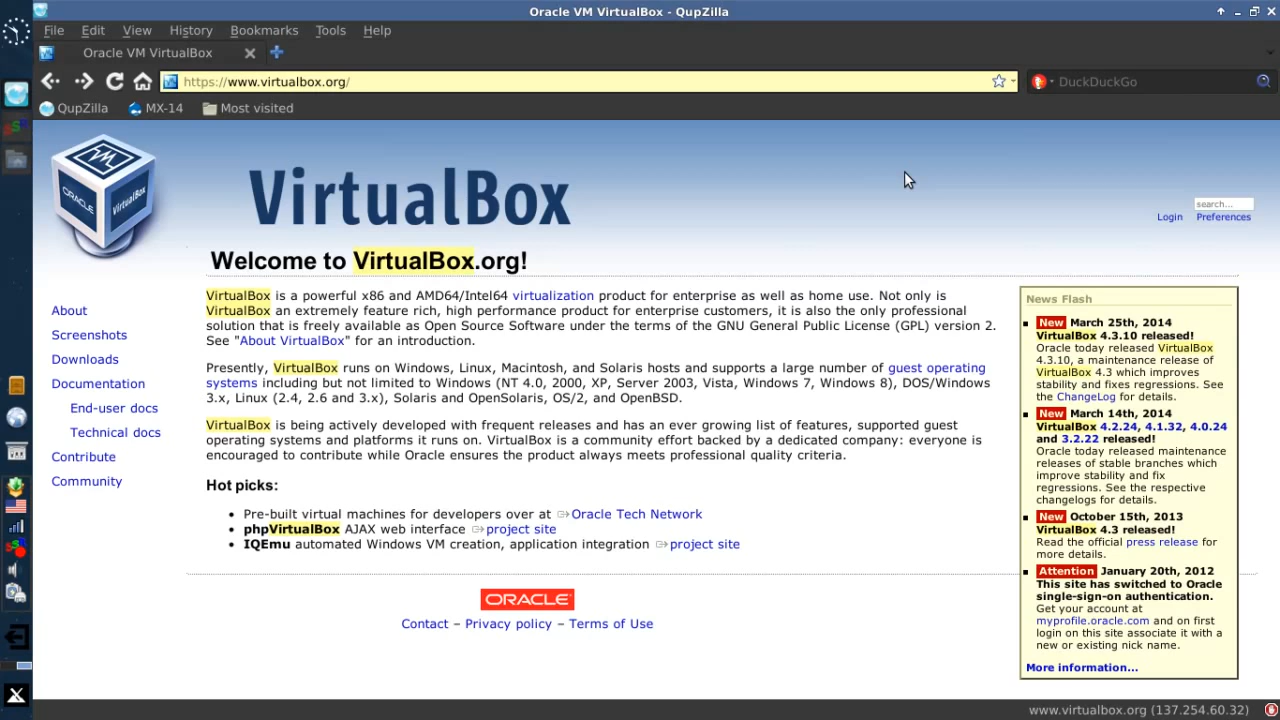 Oracle VM VirtualBox - QupZilla
File Edit View History Bookmarks Tools Help
Oracle VM VirtualBox
https://www.virtualbox.org/
DuckDuckGo
QupZilla MX-14 Most visited
ORACLE
VirtualBox
VirtualBox
search...
Login Preferences
Welcome to VirtualBox.org!
About
Screenshots
Downloads
Documentation
End-user docs
Technical docs
Contribute
Community
VirtualBox is a powerful x86 and AMD64/Intel64 virtualization product for enterprise as well as home use. Not only is
VirtualBox an extremely feature rich, high performance product for enterprise customers, it is also the only professional
solution that is freely available as Open Source Software under the terms of the GNU General Public License (GPL) version 2.
See "About VirtualBox" for an introduction.
Presently, VirtualBox runs on Windows, Linux, Macintosh, and Solaris hosts and supports a large number of guest operating
systems including but not limited to Windows (NT 4.0, 2000, XP, Server 2003, Vista, Windows 7, Windows 8), DOS/Windows
3.x, Linux (2.4, 2.6 and 3.x), Solaris and OpenSolaris, OS/2, and OpenBSD.
VirtualBox is being actively developed with frequent releases and has an ever growing list of features, supported guest
operating systems and platforms it runs on. VirtualBox is a community effort backed by a dedicated company: everyone is
encouraged to contribute while Oracle ensures the product always meets professional quality criteria.
Hot picks:
• Pre-built virtual machines for developers over at Oracle Tech Network
• phpVirtualBox AJAX web interface project site
• IQEmu automated Windows VM creation, application integration project site
News Flash
New March 25th, 2014
VirtualBox 4.3.10 released!
Oracle today released VirtualBox
4.3.10, a maintenance release of
VirtualBox 4.3 which improves
stability and fixes regressions. See
the ChangeLog for details.
New March 14th, 2014
VirtualBox 4.2.24, 4.1.32, 4.0.24
and 3.2.22 released!
Oracle today released maintenance
releases of stable branches which
improve stability and fix
regressions. See the respective
changelogs for details.
New October 15th, 2013
VirtualBox 4.3 released!
Read the official press release for
more details.
Attention January 20th, 2012
This site has switched to Oracle
single-sign-on authentication.
Get your account at
myprofile.oracle.com and on first
login on this site associate it with a
new or existing nick name.
More information...
ORACLE
Contact – Privacy policy – Terms of Use
www.virtualbox.org (137.254.60.32)